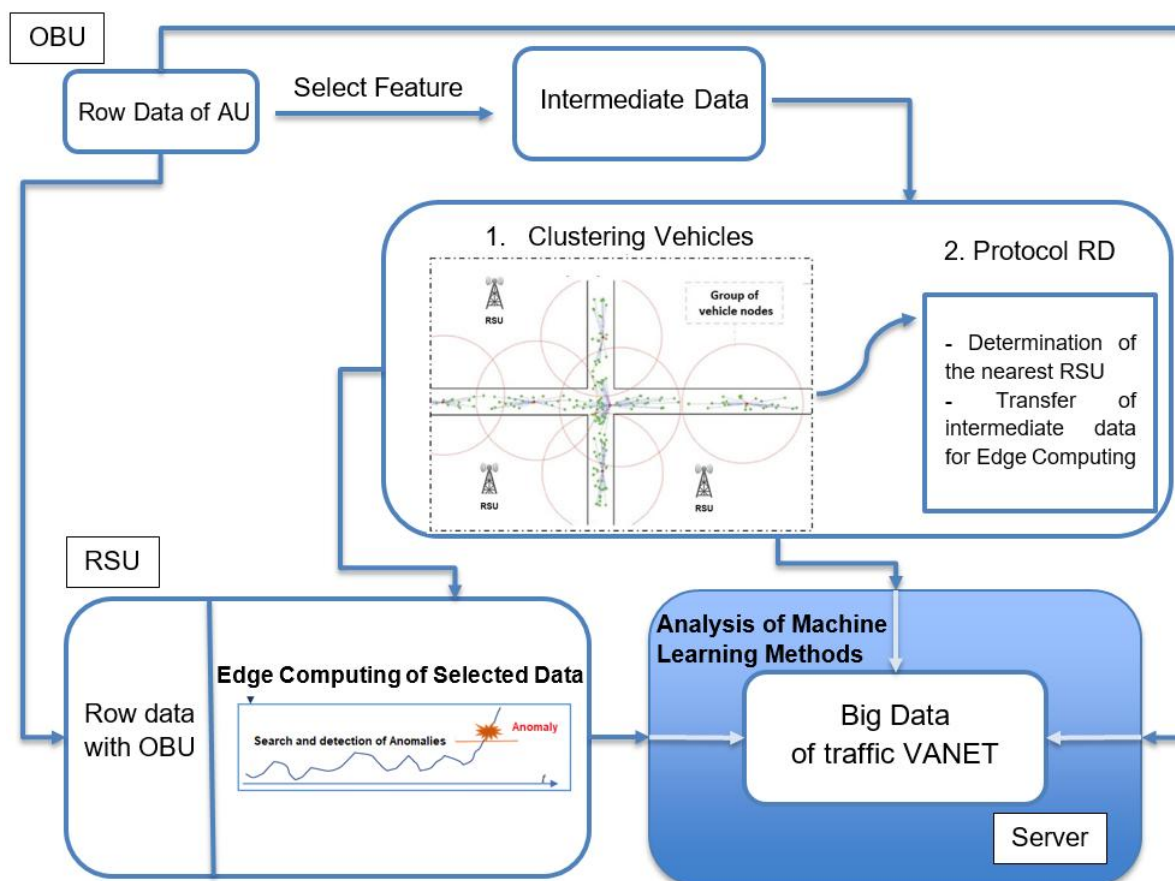 OBU
Row Data of AU
Select Feature
Intermediate Data
1. Clustering Vehicles
2. Protocol RD
RSU
Group of
vehicle nodes
RSU
RSU
- Determination of
the nearest RSU
- Transfer of
intermediate data
for Edge Computing
RSU
Row data
with OBU
Edge Computing of Selected Data
Search and detection of Anomalies
Anomaly
t
Analysis of Machine
Learning Methods
Big Data
of traffic VANET
Server